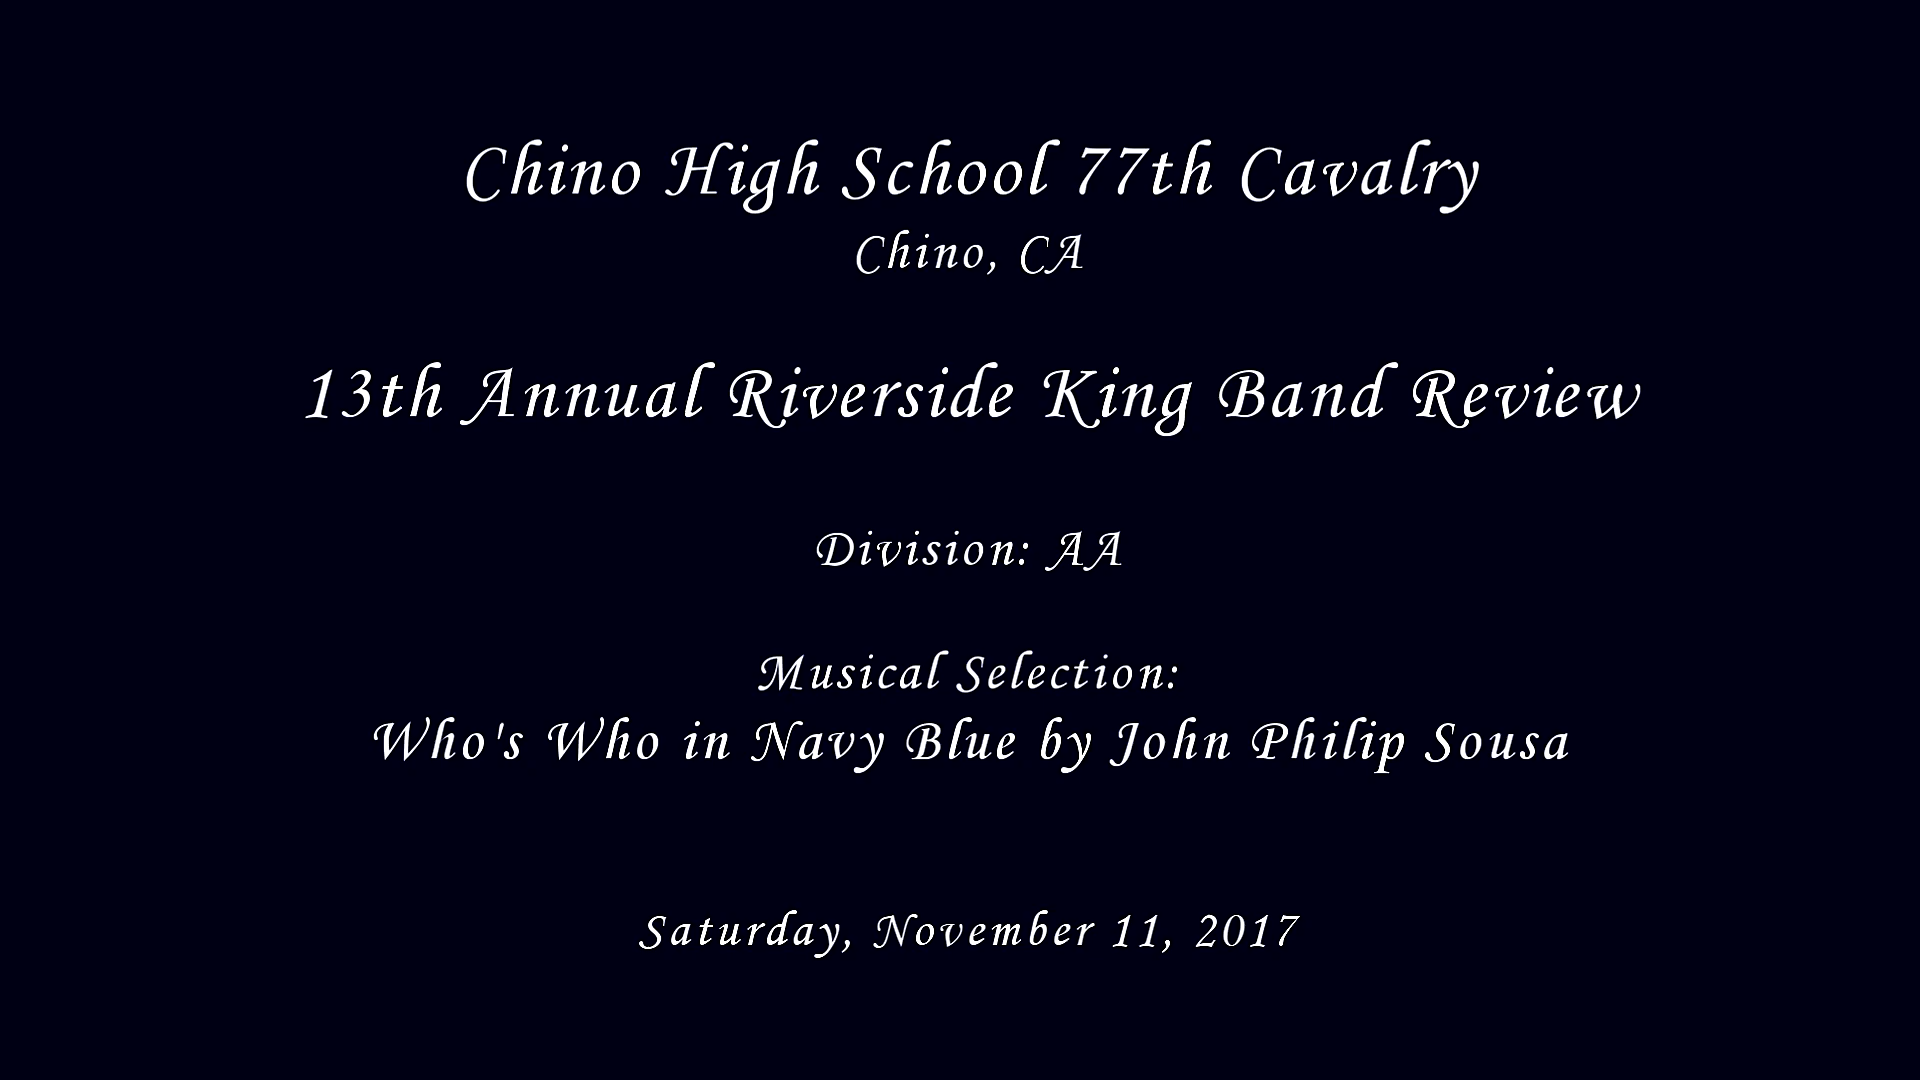 Chino High School 77th Cavalry
Chino, CA
13th Annual Riverside King Band Review
Division: AA
Musical Selection:
Who's Who in Navy Blue by John Philip Sousa
Saturday, November 11, 2017